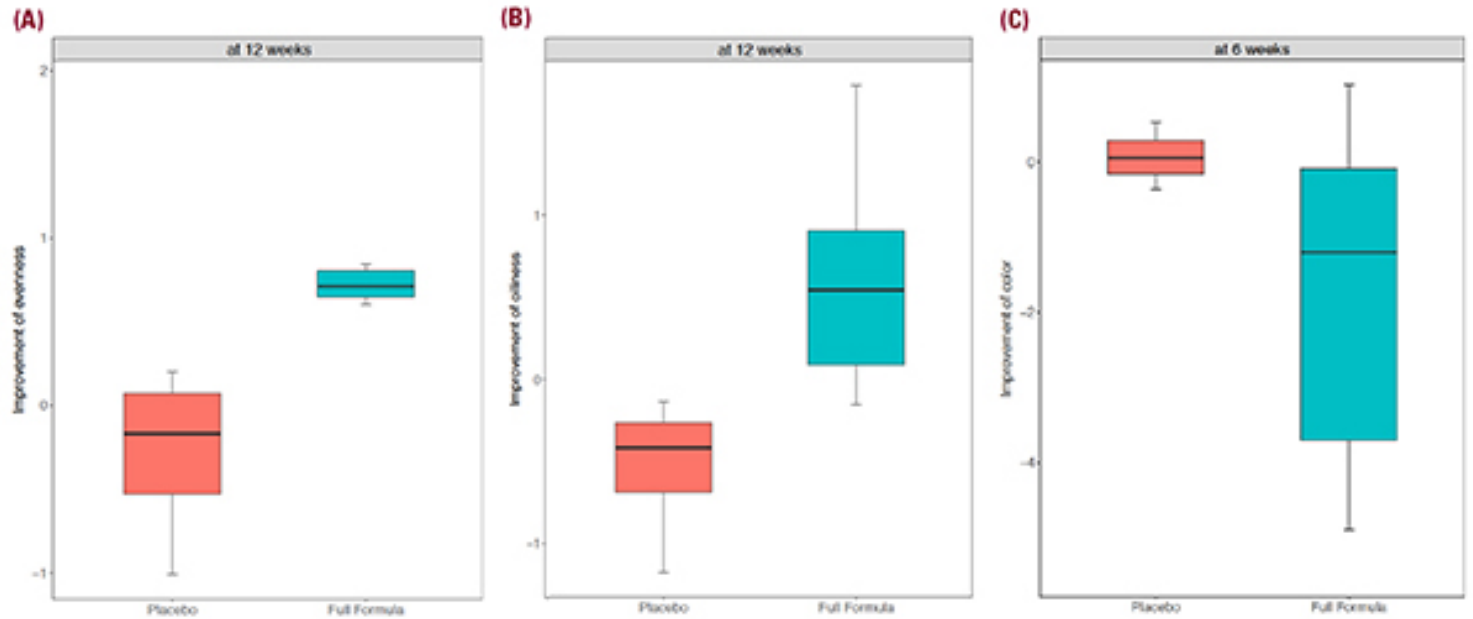 (A)
at 12 weeks
Improvement of evenness
2
1
0
−1
Placebo
Full Formula
(B)
at 12 weeks
Improvement of oiliness
1
0
−1
Placebo
Full Formula
(C)
at 6 weeks
Improvement of color
0
−2
−4
Placebo
Full Formula